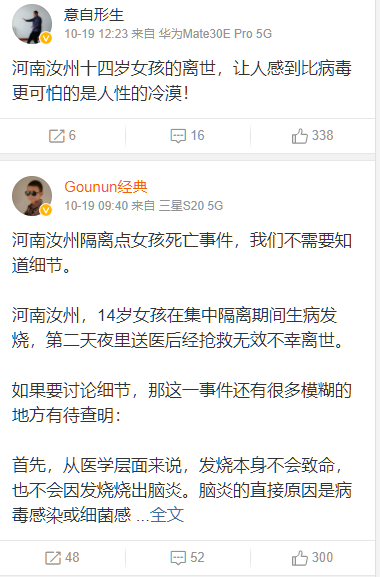 意自形生
10-19 12:23 来自 华为Mate30E Pro 5G
河南汝州十四岁女孩的离世，让人感到比病毒
更可怕的是人性的冷漠！
6
16
338
Gounun经典
10-19 09:40 来自 三星S20 5G
河南汝州隔离点女孩死亡事件，我们不需要知
道细节。
河南汝州，14岁女孩在集中隔离期间生病发
烧，第二天夜里送医后经抢救无效不幸离世。
如果要讨论细节，那这一事件还有很多模糊的
地方有待查明：
首先，从医学层面来说，发烧本身不会致命，
也不会因发烧烧出脑炎。脑炎的直接原因是病
毒感染或细菌感 ...全文
48
52
300